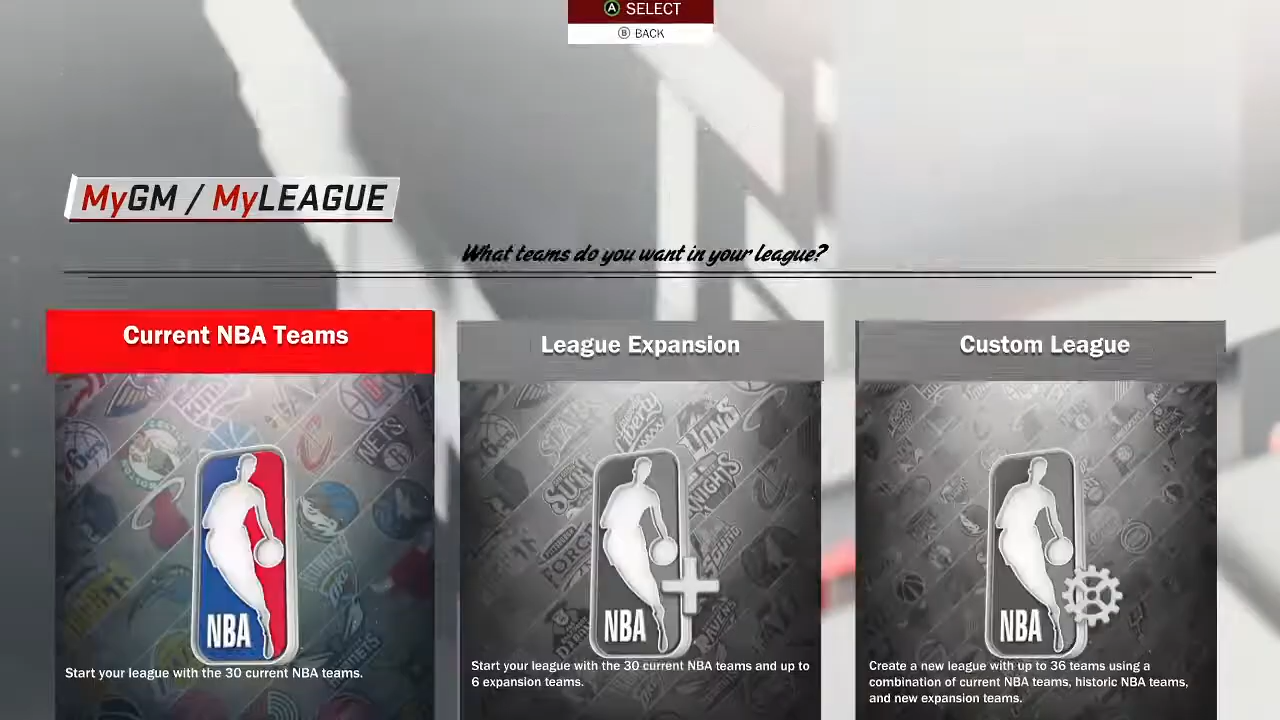 A SELECT
B BACK
MyGM / MyLEAGUE
What teams do you want in your league?
Current NBA Teams
League Expansion
Custom League
NETS
NBA
NBA
NBA
Start your league with the 30 current NBA teams.
Start your league with the 30 current NBA teams and up to
6 expansion teams.
Create a new league with up to 36 teams using a
combination of current NBA teams, historic NBA teams,
and new expansion teams.